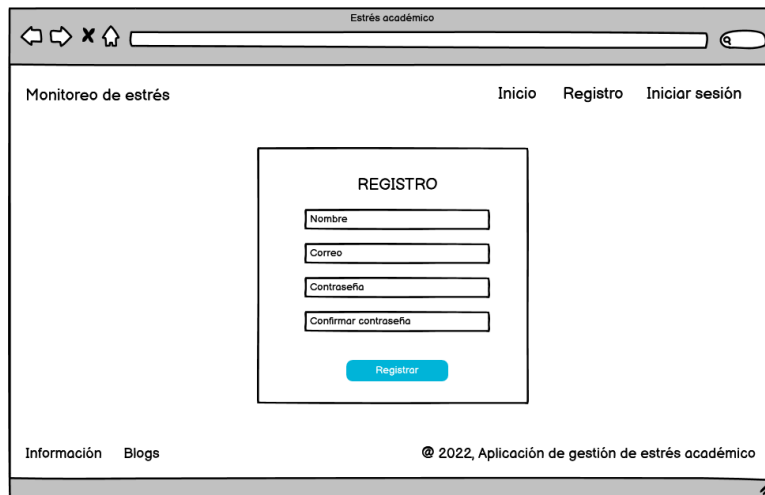 Estrés académico
Monitoreo de estrés Inicio Registro Iniciar sesión
REGISTRO
Nombre
Correo
Contraseña
Confirmar contraseña
Registrar
Información Blogs @ 2022, Aplicación de gestión de estrés académico